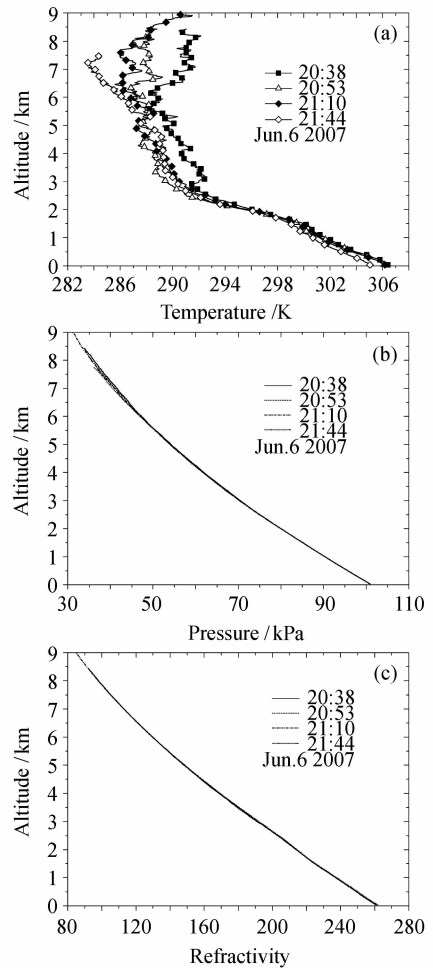 (a)
9
8
7
6
5
4
3
2
1
0
Altitude / km
20:38
20:53
21:10
21:44
Jun.6 2007
282 286 290 294 298 302 306
Temperature /K
(b)
9
8
7
6
5
4
3
2
1
0
Altitude / km
20:38
20:53
21:10
21:44
Jun.6 2007
30 50 70 90 110
Pressure / kPa
(c)
9
8
7
6
5
4
3
2
1
0
Altitude / km
20:38
20:53
21:10
21:44
Jun.6 2007
80 120 160 200 240 280
Refractivity